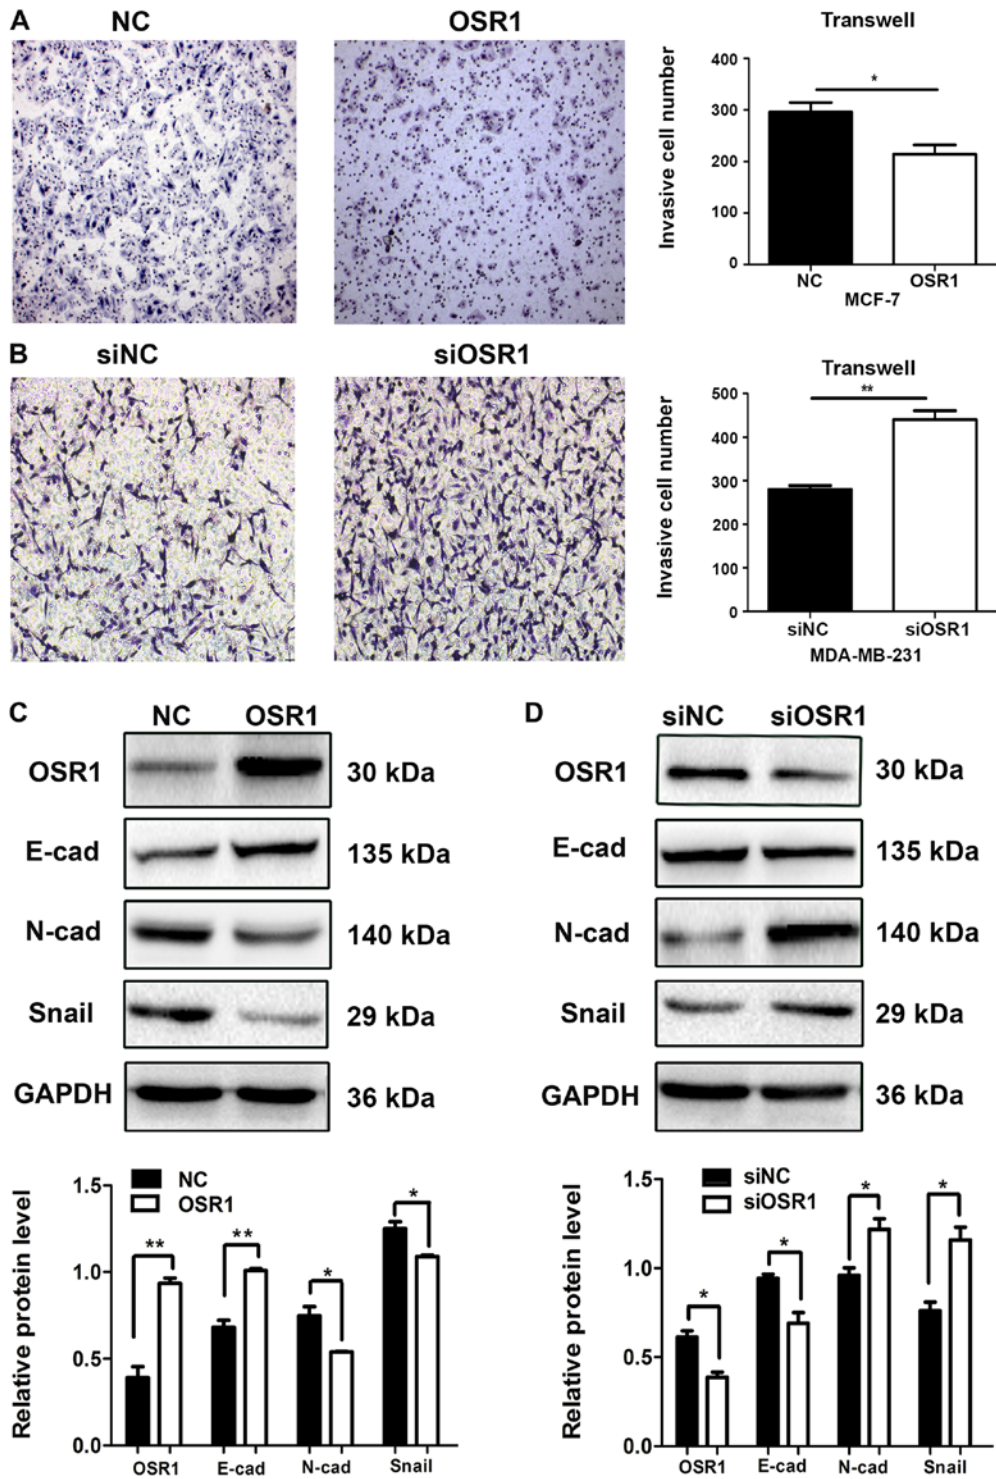 A
NC
OSR1
Transwell
Invasive cell number
400
300
200
100
0
*
NC
OSR1
MCF-7
B
siNC
siOSR1
Transwell
Invasive cell number
500
400
300
200
100
0
**
siNC
siOSR1
MDA-MB-231
C
NC
OSR1
OSR1
30 kDa
E-cad
135 kDa
N-cad
140 kDa
Snail
29 kDa
GAPDH
36 kDa
Relative protein level
1.5
1.0
0.5
0.0
NC
OSR1
**
**
*
*
OSR1
E-cad
N-cad
Snail
D
siNC
siOSR1
OSR1
30 kDa
E-cad
135 kDa
N-cad
140 kDa
Snail
29 kDa
GAPDH
36 kDa
Relative protein level
1.5
1.0
0.5
0.0
siNC
siOSR1
*
*
*
*
OSR1
E-cad
N-cad
Snail